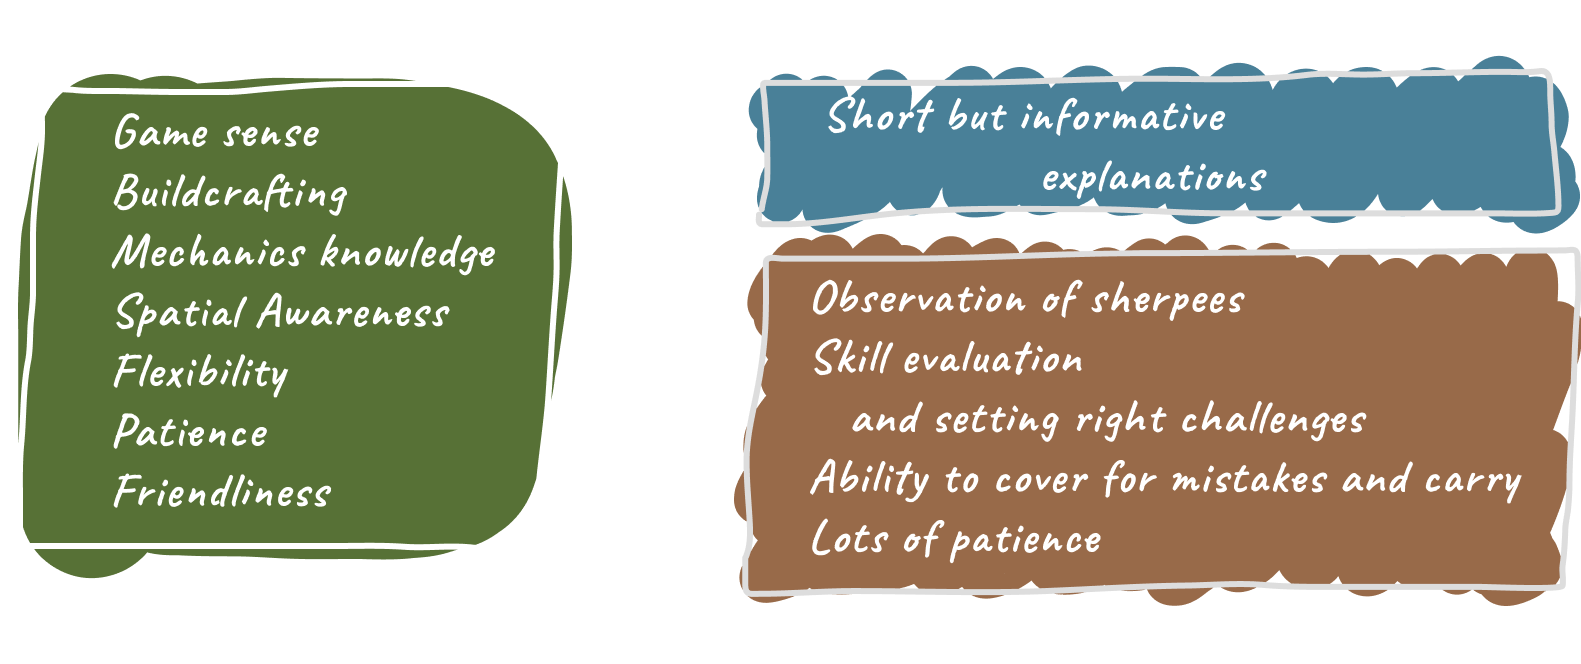 Game sense
Buildcrafting
Mechanics knowledge
Spatial Awareness
Flexibility
Patience
Friendliness
Short but informative
explanations
Observation of sherpees
Skill evaluation
and setting right challenges
Ability to cover for mistakes and carry
Lots of patience